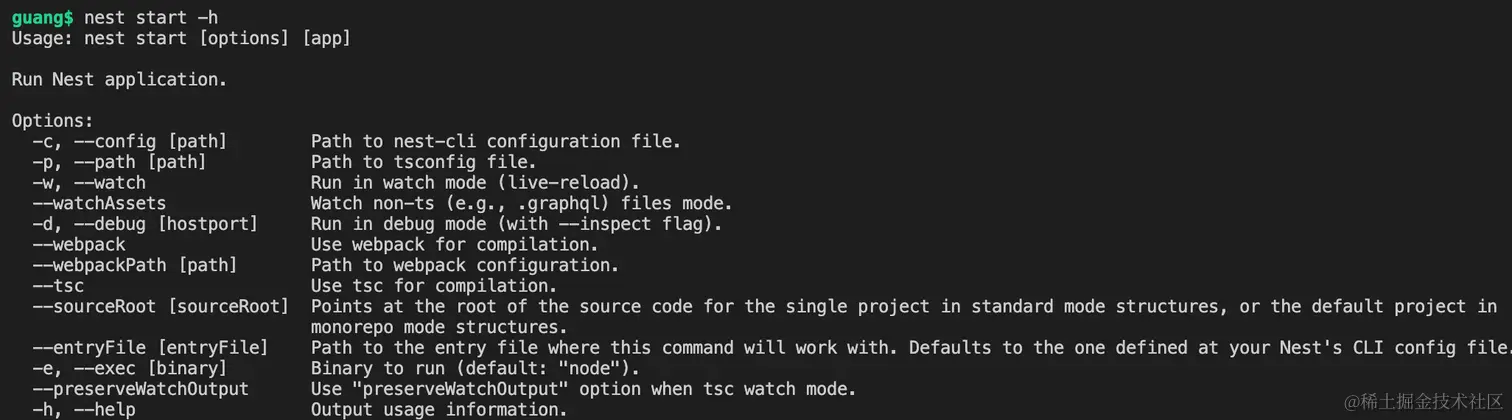 guang$ nest start -h
Usage: nest start [options] [app]
Run Nest application.
Options:
-c, --config [path] Path to nest-cli configuration file.
-p, --path [path] Path to tsconfig file.
-w, --watch Run in watch mode (live-reload).
--watchAssets Watch non-ts (e.g., .graphql) files mode.
-d, --debug [hostport] Run in debug mode (with --inspect flag).
--webpack Use webpack for compilation.
--webpackPath [path] Path to webpack configuration.
--tsc Use tsc for compilation.
--sourceRoot [sourceRoot] Points at the root of the source code for the single project in standard mode structures, or the default project in
monorepo mode structures.
--entryFile [entryFile] Path to the entry file where this command will work with. Defaults to the one defined at your Nest's CLI config file.
-e, --exec [binary] Binary to run (default: "node").
--preserveWatchOutput Use "preserveWatchOutput" option when tsc watch mode.
-h, --help Output usage information.
@稀土掘金技术社区